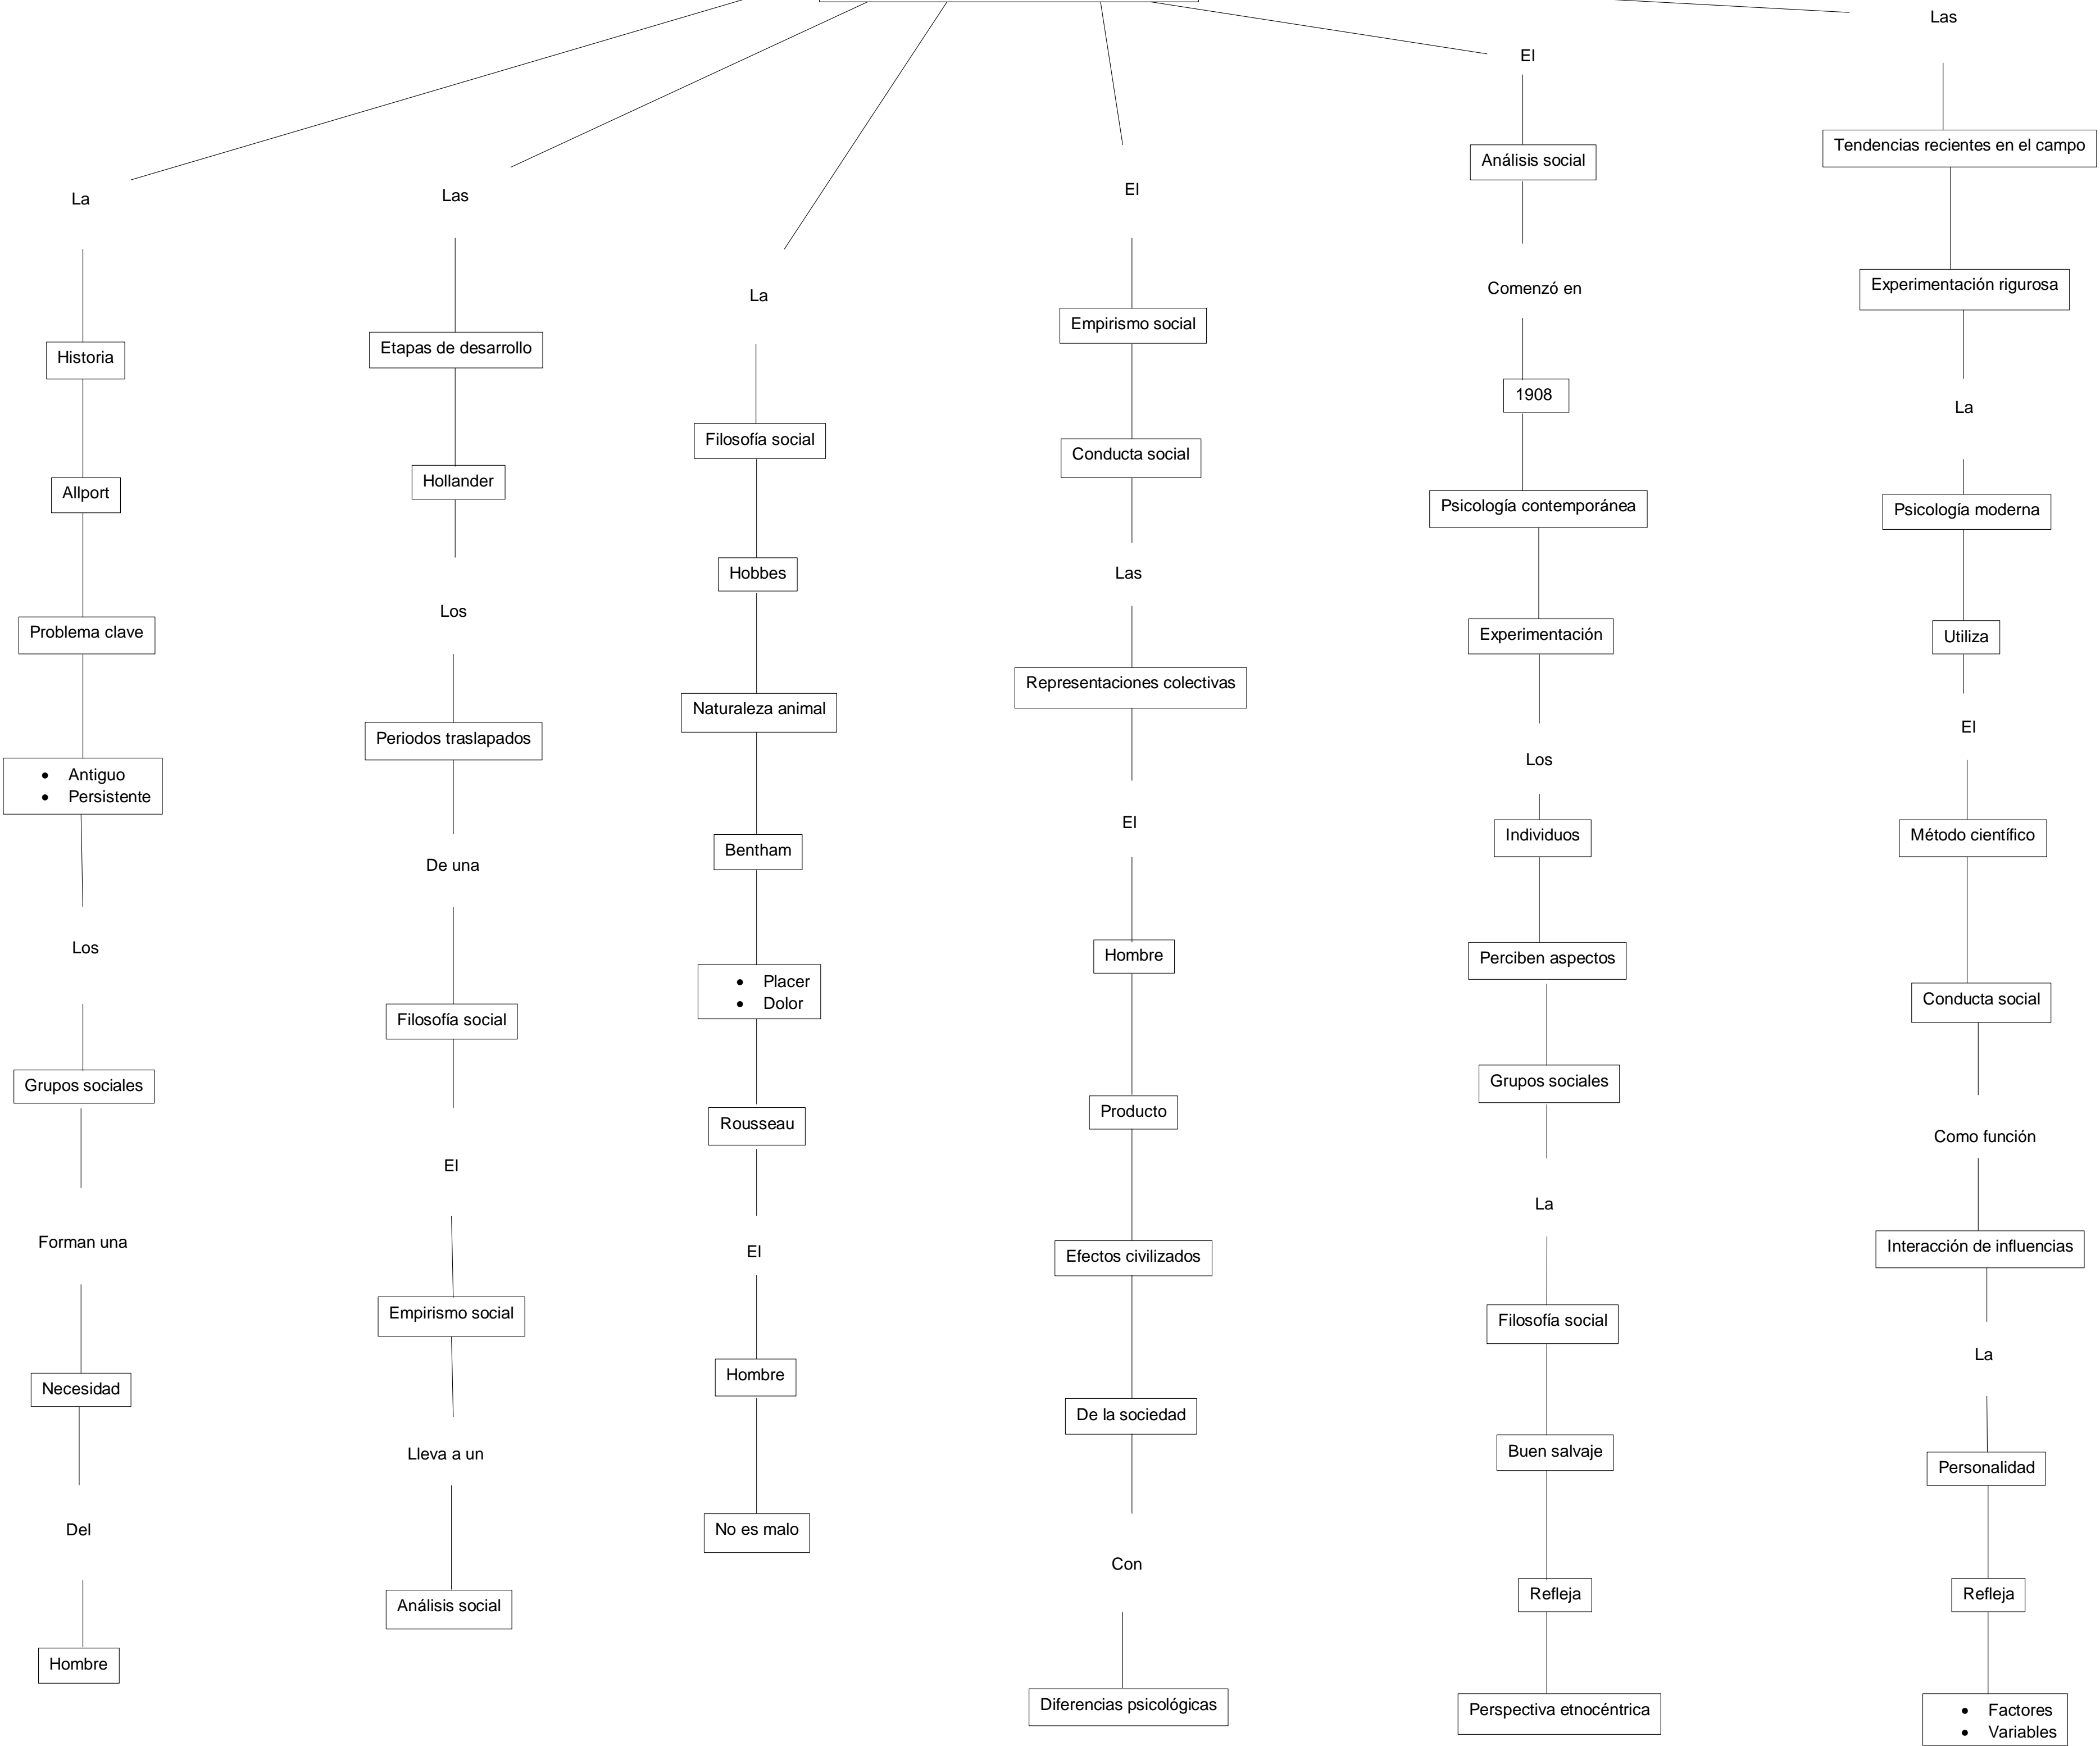 La
Historia
Allport
Problema clave
• Antiguo
• Persistente
Los
Grupos sociales
Forman una
Necesidad
Del
Hombre
Las
Etapas de desarrollo
Hollander
Los
Periodos traslapados
De una
Filosofía social
El
Empirismo social
Lleva a un
Análisis social
La
Filosofía social
Hobbes
Naturaleza animal
Bentham
• Placer
• Dolor
Rousseau
El
Hombre
No es malo
El
Empirismo social
Conducta social
Las
Representaciones colectivas
El
Hombre
Producto
Efectos civilizados
De la sociedad
Con
Diferencias psicológicas
El
Análisis social
Comenzó en
1908
Psicología contemporánea
Experimentación
Los
Individuos
Perciben aspectos
Grupos sociales
La
Filosofía social
Buen salvaje
Refleja
Perspectiva etnocéntrica
Las
Tendencias recientes en el campo
Experimentación rigurosa
La
Psicología moderna
Utiliza
El
Método científico
Conducta social
Como función
Interacción de influencias
La
Personalidad
Refleja
• Factores
• Variables